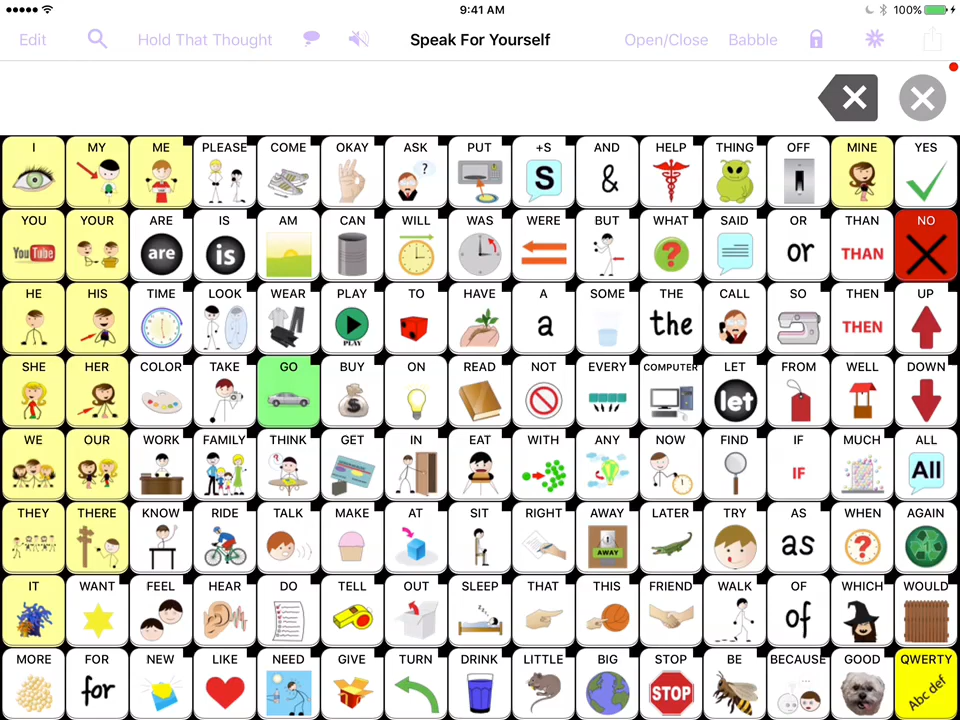 9:41 AM 100%
Edit Hold That Thought Speak For Yourself Open/Close Babble
I MY ME PLEASE COME OKAY ASK PUT +S AND HELP THING OFF MINE YES
? S &
YOU YOUR ARE IS AM CAN WILL WAS WERE BUT WHAT SAID OR THAN NO
You Tube are is ? or THAN
HE HIS TIME LOOK WEAR PLAY TO HAVE A SOME THE CALL SO THEN UP
PLAY a the THEN
SHE HER COLOR TAKE GO BUY ON READ NOT EVERY COMPUTER LET FROM WELL DOWN
$ let
WE OUR WORK FAMILY THINK GET IN EAT WITH ANY NOW FIND IF MUCH ALL
? IF All
THEY THERE KNOW RIDE TALK MAKE AT SIT RIGHT AWAY LATER TRY AS WHEN AGAIN
AWAY as ?
IT WANT FEEL HEAR DO TELL OUT SLEEP THAT THIS FRIEND WALK OF WHICH WOULD
of
MORE FOR NEW LIKE NEED GIVE TURN DRINK LITTLE BIG STOP BE BECAUSE GOOD QWERTY
for STOP Abc def